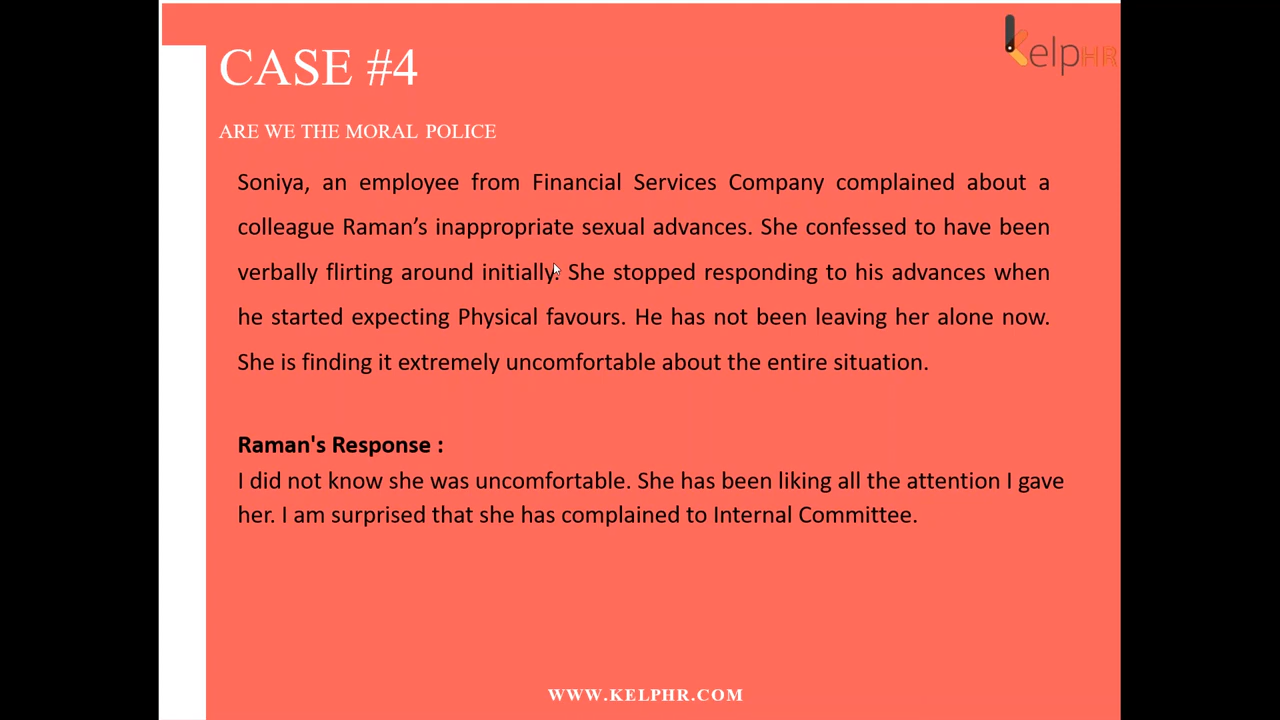 CASE #4
kelpHR
ARE WE THE MORAL POLICE
Soniya, an employee from Financial Services Company complained about a
colleague Raman’s inappropriate sexual advances. She confessed to have been
verbally flirting around initially. She stopped responding to his advances when
he started expecting Physical favours. He has not been leaving her alone now.
She is finding it extremely uncomfortable about the entire situation.
Raman's Response :
I did not know she was uncomfortable. She has been liking all the attention I gave
her. I am surprised that she has complained to Internal Committee.
WWW.KELPHR.COM